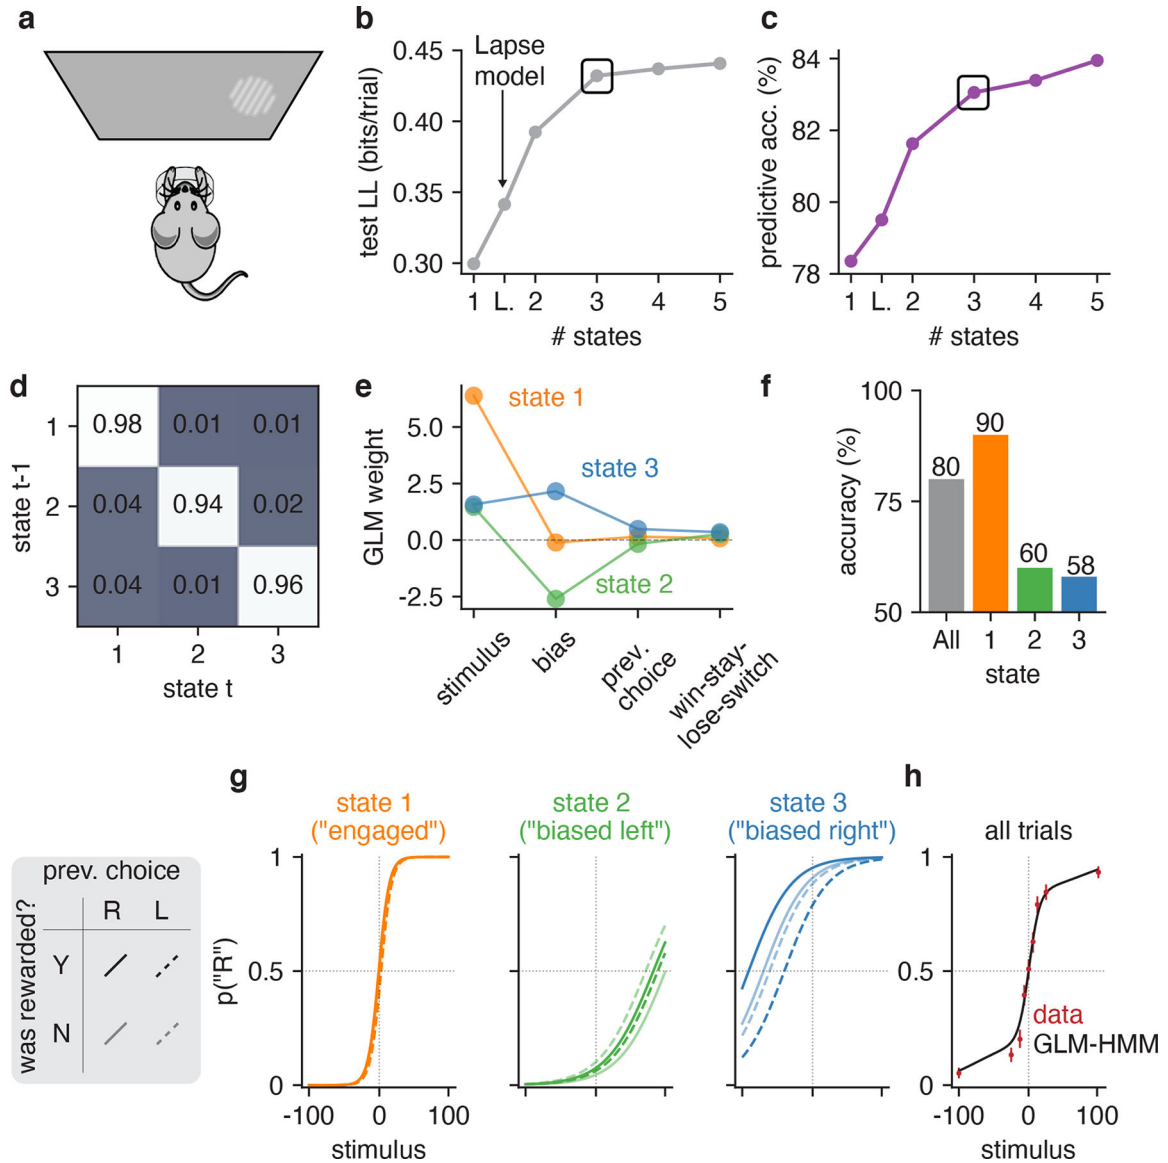 a
b
c
Lapse
model
test LL (bits/trial)
0.45
0.40
0.35
0.30
1 L. 2 3 4 5
# states
predictive acc. (%)
84
82
80
78
1 L. 2 3 4 5
# states
d
state t-1
1 0.98 0.01 0.01
2 0.04 0.94 0.02
3 0.04 0.01 0.96
1 2 3
state t
e
GLM weight
5.0
2.5
0.0
-2.5
state 1
state 3
state 2
stimulus
bias
prev.
choice
win-stay-
lose-switch
f
accuracy (%)
100
75
50
80
90
60
58
All 1 2 3
state
prev. choice
was rewarded?
R L
Y
N
g
state 1
("engaged")
state 2
("biased left")
state 3
("biased right")
p("R")
1
0.5
0
-100 0 100
stimulus
h
all trials
1
0.5
0
data
GLM-HMM
-100 0 100
stimulus